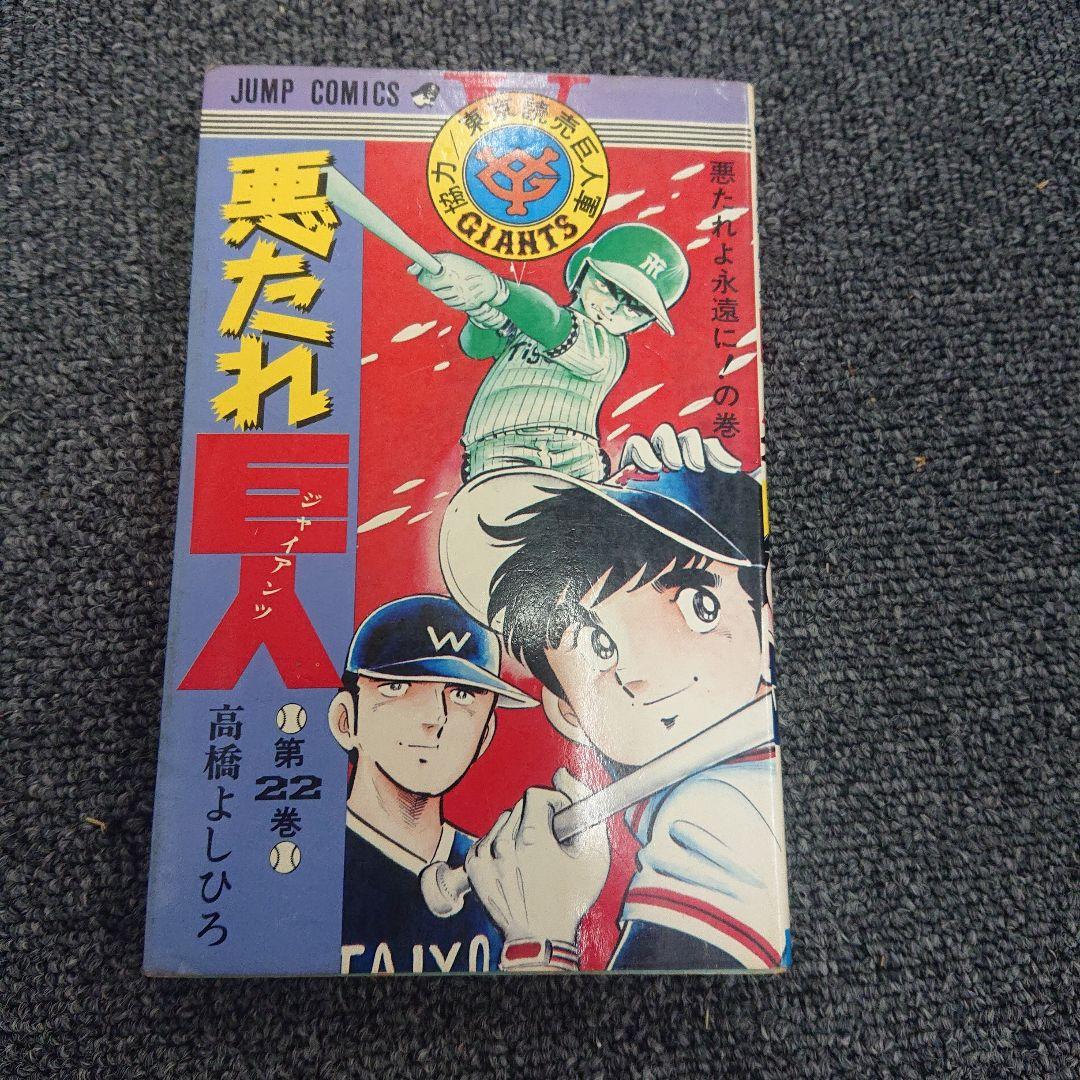 JUMP COMICS
協力/東京読売巨人軍
GIANTS
悪たれ巨人
ジャイアンツ
第22巻
高橋よしひろ
悪たれよ永遠に!の巻
W
TAIYO